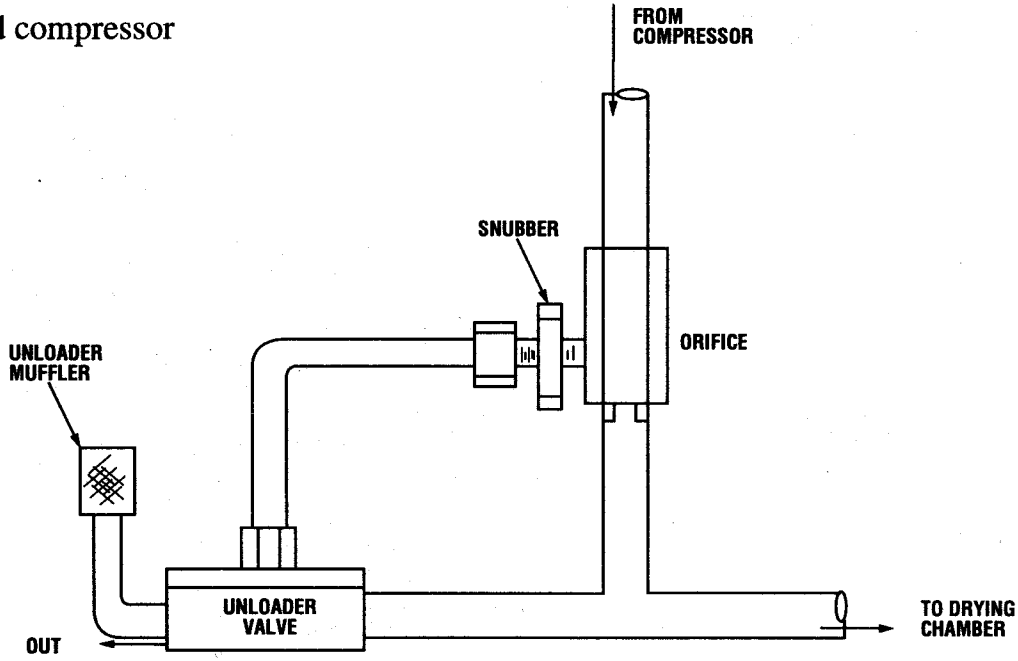 compressor
FROM
COMPRESSOR
SNUBBER
ORIFICE
UNLOADER
MUFFLER
UNLOADER
VALVE
OUT
TO DRYING
CHAMBER